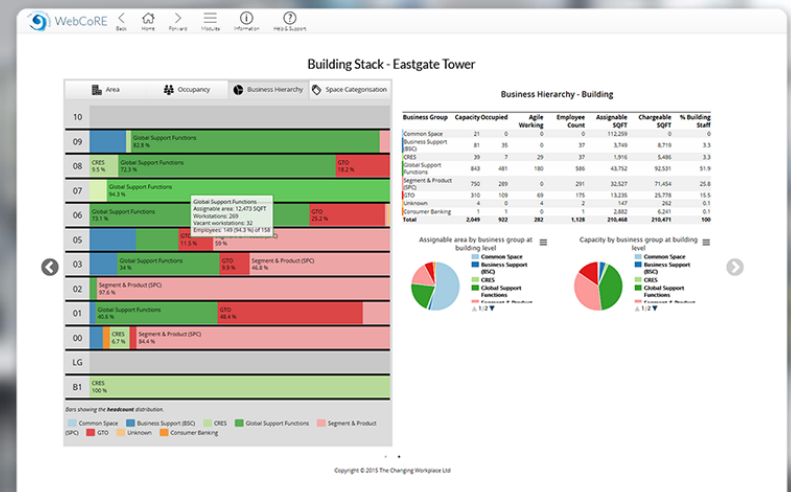 WebCoRE
Back
Home
Forward
Modules
Information
Help & Support
Building Stack - Eastgate Tower
Area
Occupancy
Business Hierarchy
Space Categorisation
10
09
Global Support Functions
82.8 %
08
CRES
9.5 %
Global Support Functions
72.3 %
GTO
18.2 %
07
Global Support Functions
94.3 %
Global Support Functions
Assignable area: 12,473 SQFT
Workstations: 269
Vacant workstations: 32
Employees: 149 (94.3 %) of 158
06
Global Support Functions
73.1 %
GTO
25.2 %
05
GTO
11.5 %
59 %
03
Global Support Functions
34 %
GTO
9.9 %
Segment & Product (SPC)
46.8 %
02
Segment & Product (SPC)
97.6 %
01
Global Support Functions
40.6 %
GTO
48.4 %
00
CRES
6.7 %
Segment & Product (SPC)
84.4 %
LG
B1
CRES
100 %
Bars showing the headcount distribution.
Common Space
Business Support (BSC)
CRES
Global Support Functions
Segment & Product
(SPC)
GTO
Unknown
Consumer Banking
Business Hierarchy - Building
Business Group Capacity Occupied Agile Working Employee Count Assignable SQFT Chargeable SQFT % Building Staff
Common Space 21 0 0 0 112,259 0 0
Business Support (BSC) 81 35 0 37 3,749 8,719 3.3
CRES 39 7 29 37 1,916 5,486 3.3
Global Support Functions 843 481 180 586 43,752 92,531 51.9
Segment & Product (SPC) 750 289 0 291 32,527 71,454 25.8
GTO 310 109 69 175 13,235 25,778 15.5
Unknown 4 0 4 2 147 262 0.1
Consumer Banking 1 1 0 1 2,882 6,241 0.1
Total 2,049 922 282 1,128 210,468 210,471 100
Assignable area by business group at
building level
Common Space
Business Support
(BSC)
CRES
Global Support
Functions
1/2
Capacity by business group at building
level
Common Space
Business Support
(BSC)
CRES
Global Support
Functions
1/2
Copyright © 2015 The Changing Workplace Ltd